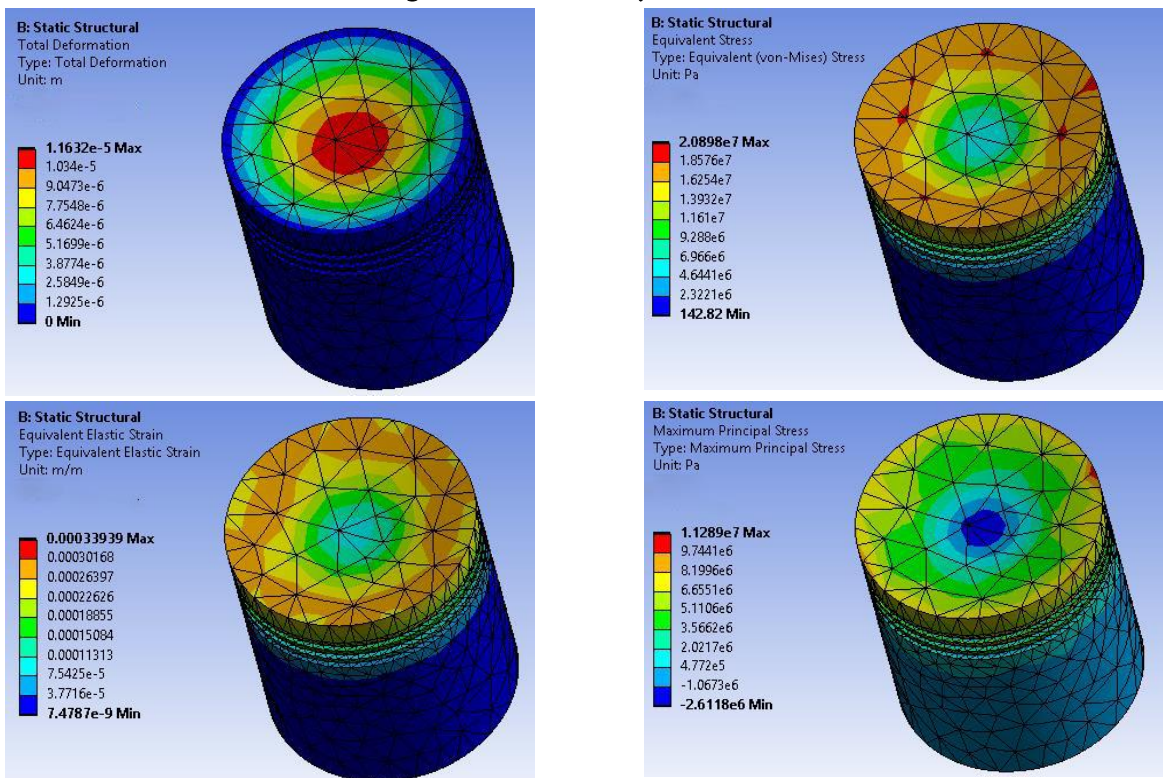 B: Static Structural
Total Deformation
Type: Total Deformation
Unit: m
1.1632e-5 Max
1.034e-5
9.0473e-6
7.7548e-6
6.4624e-6
5.1699e-6
3.8774e-6
2.5849e-6
1.2925e-6
0 Min
B: Static Structural
Equivalent Stress
Type: Equivalent (von-Mises) Stress
Unit: Pa
2.0898e7 Max
1.8576e7
1.6254e7
1.3932e7
1.161e7
9.288e6
6.966e6
4.6441e6
2.3221e6
142.82 Min
B: Static Structural
Equivalent Elastic Strain
Type: Equivalent Elastic Strain
Unit: m/m
0.00033939 Max
0.00030168
0.00026397
0.00022626
0.00018855
0.00015084
0.00011313
7.5425e-5
3.7716e-5
7.4787e-9 Min
B: Static Structural
Maximum Principal Stress
Type: Maximum Principal Stress
Unit: Pa
1.1289e7 Max
9.7441e6
8.1996e6
6.6551e6
5.1106e6
3.5662e6
2.0217e6
4.772e5
-1.0673e6
-2.6118e6 Min